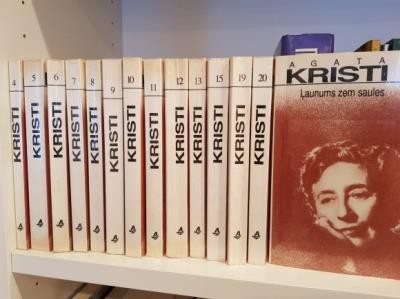 4 KRISTI
5 KRISTI
6 KRISTI
7 KRISTI
8 KRISTI
9 KRISTI
10 KRISTI
11 KRISTI
12 KRISTI
13 KRISTI
15 KRISTI
19 KRISTI
20 KRISTI
AGATA
KRISTI
Ļaunums zem saules